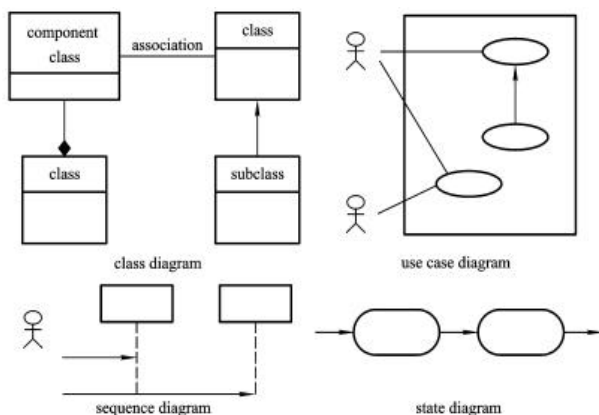 component
class
association
class
class
subclass
class diagram
use case diagram
sequence diagram
state diagram